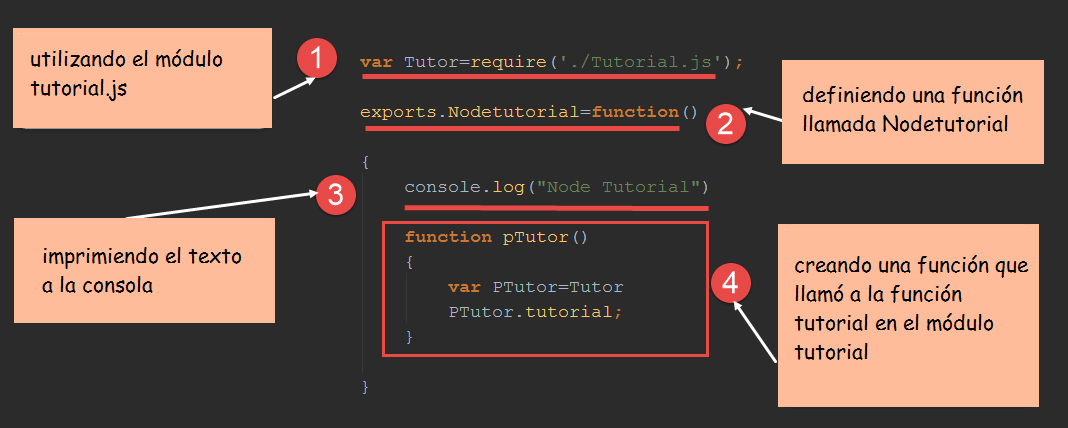 utilizando el módulo
tutorial.js
1
var Tutor=require('./Tutorial.js');
exports.Nodetutorial=function()
2
definiendo una función
llamada Nodetutorial
{
3
console.log("Node Tutorial")
imprimiendo el texto
a la consola
function pTutor()
{
var PTutor=Tutor
PTutor.tutorial;
}
4
creando una función que
llamó a la función
tutorial en el módulo
tutorial
}